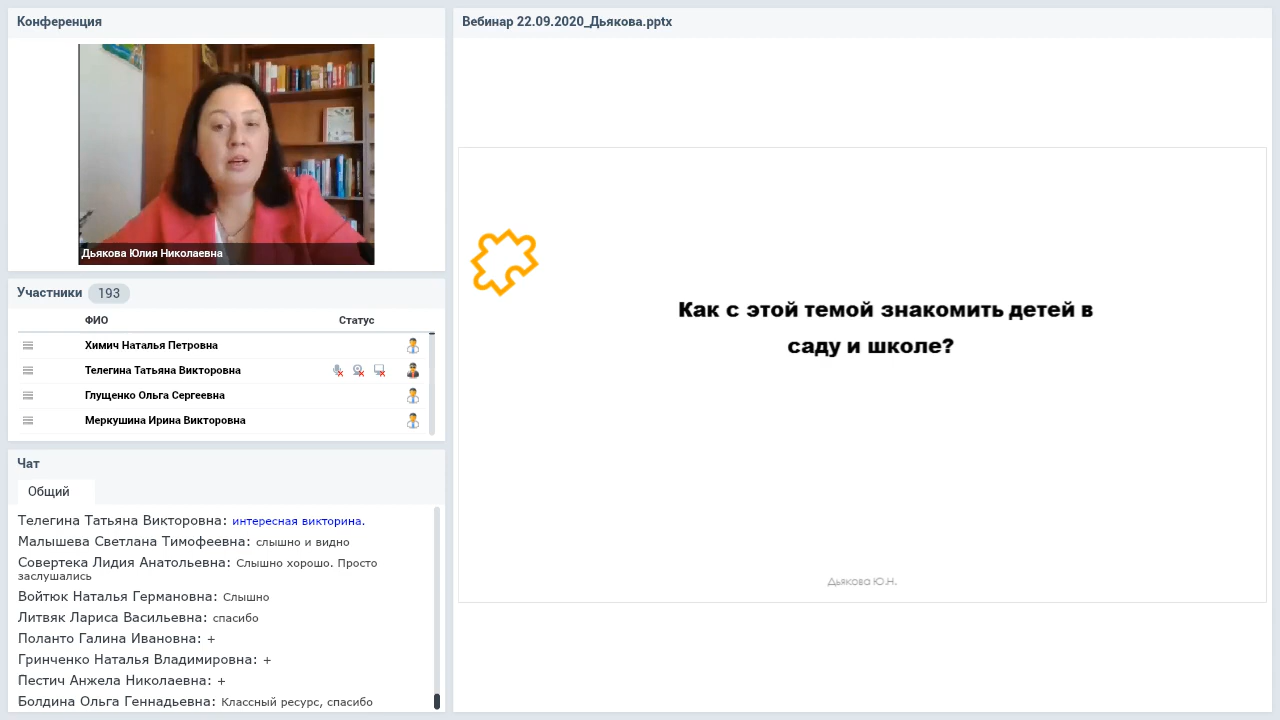 Конференция
Дьякова Юлия Николаевна
Участники 193
ФИО Статус
Химич Наталья Петровна
Телегина Татьяна Викторовна
Глущенко Ольга Сергеевна
Меркушина Ирина Викторовна
Чат
Общий
Телегина Татьяна Викторовна: интересная викторина.
Малышева Светлана Тимофеевна: слышно и видно
Совертека Лидия Анатольевна: Слышно хорошо. Просто
заслушались
Войтюк Наталья Германовна: Слышно
Литвяк Лариса Васильевна: спасибо
Поланто Галина Ивановна: +
Гринченко Наталья Владимировна: +
Пестич Анжела Николаевна: +
Болдина Ольга Геннадьевна: Классный ресурс, спасибо
Вебинар 22.09.2020_Дьякова.pptx
Как с этой темой знакомить детей в
саду и школе?
Дьякова Ю.Н.